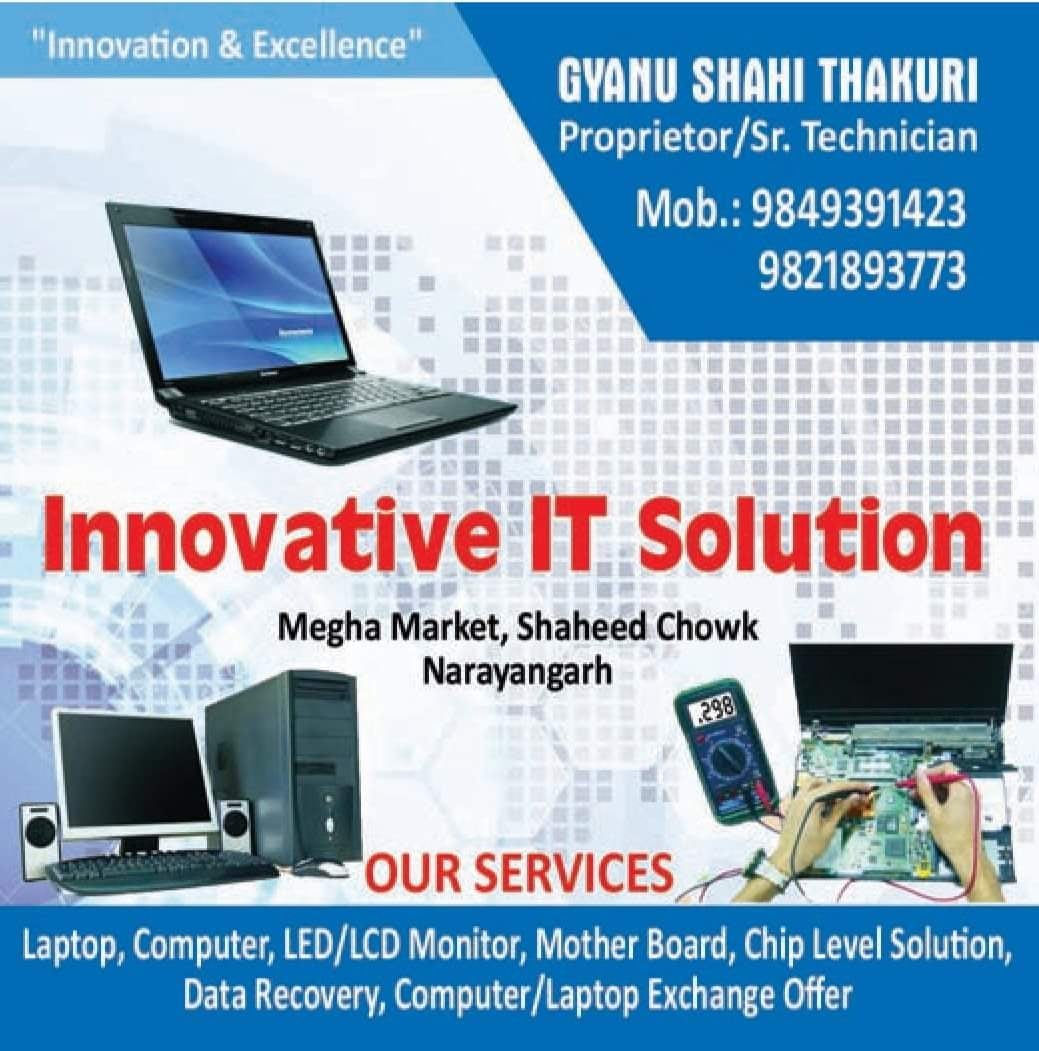 "Innovation & Excellence"
GYANU SHAHI THAKURI
Proprietor/Sr. Technician
Mob.: 9849391423
9821893773
Innovative IT Solution
Megha Market, Shaheed Chowk
Narayangarh
.298
OUR SERVICES
Laptop, Computer, LED/LCD Monitor, Mother Board, Chip Level Solution,
Data Recovery, Computer/Laptop Exchange Offer